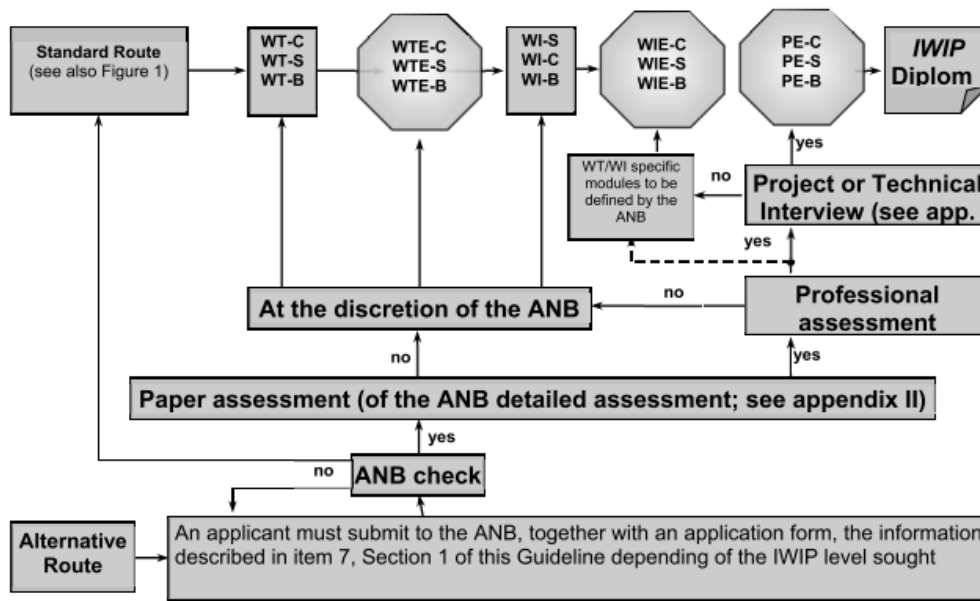 Standard Route
(see also Figure 1)
WT-C
WT-S
WT-B
WTE-C
WTE-S
WTE-B
WI-S
WI-C
WI-B
WIE-C
WIE-S
WIE-B
PE-C
PE-S
PE-B
IWIP
Diplom
yes
WT/WI specific
modules to be
defined by the
ANB
no
Project or Technical
Interview (see app.
yes
At the discretion of the ANB
no
Professional
assessment
no
yes
Paper assessment (of the ANB detailed assessment; see appendix II)
yes
no
ANB check
Alternative
Route
An applicant must submit to the ANB, together with an application form, the information
described in item 7, Section 1 of this Guideline depending of the IWIP level sought